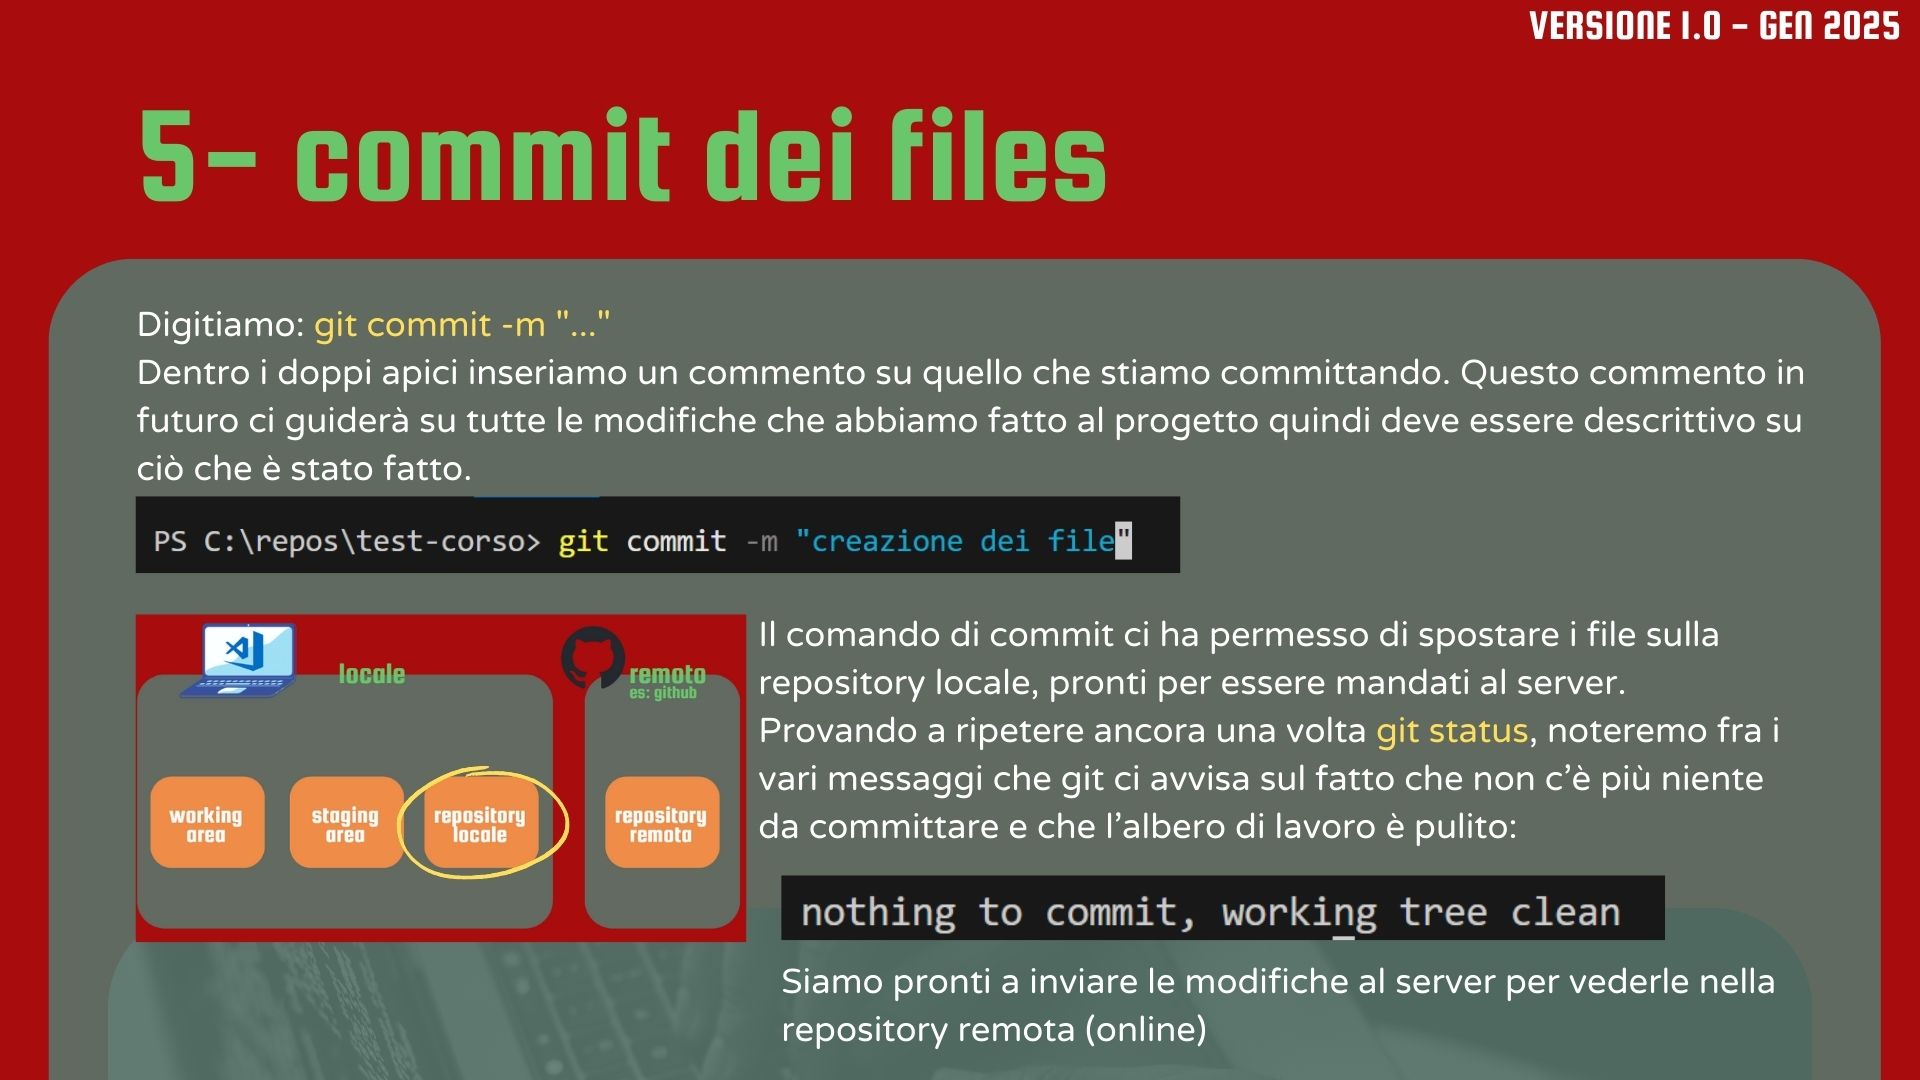 VERSIONE 1.0 - GEN 2025
5- commit dei files
Digitiamo: git commit -m "..."
Dentro i doppi apici inseriamo un commento su quello che stiamo committando. Questo commento in
futuro ci guiderà su tutte le modifiche che abbiamo fatto al progetto quindi deve essere descrittivo su
ciò che è stato fatto.
PS C:\repos\test-corso> git commit -m "creazione dei file"
locale
remoto
es: github
working
area
staging
area
repository
locale
repository
remota
Il comando di commit ci ha permesso di spostare i file sulla
repository locale, pronti per essere mandati al server.
Provando a ripetere ancora una volta git status, noteremo fra i
vari messaggi che git ci avvisa sul fatto che non c’è più niente
da committare e che l’albero di lavoro è pulito:
nothing to commit, working tree clean
Siamo pronti a inviare le modifiche al server per vederle nella
repository remota (online)